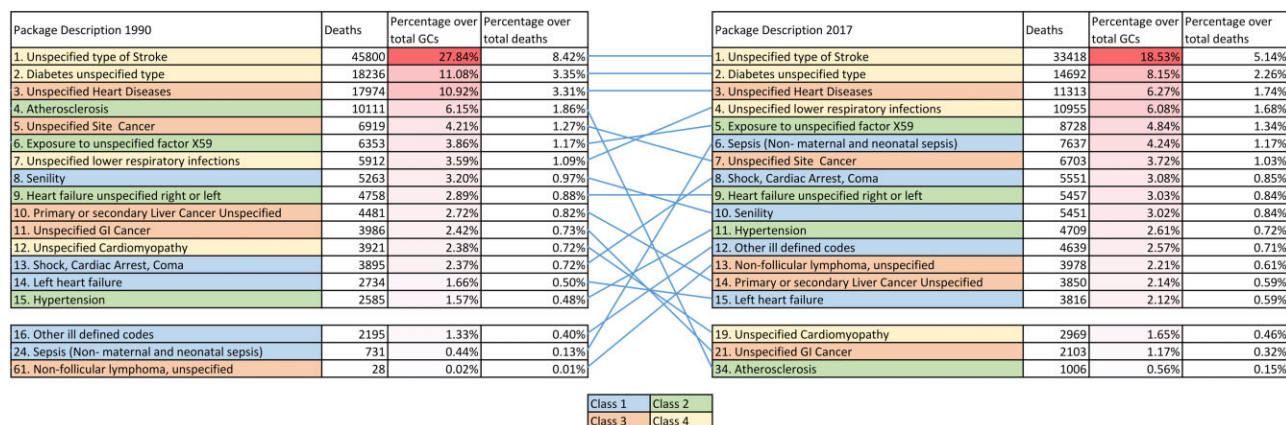 Package Description 1990 Deaths Percentage over total GCs Percentage over total deaths
1. Unspecified type of Stroke 45800 27.84% 8.42%
2. Diabetes unspecified type 18236 11.08% 3.35%
3. Unspecified Heart Diseases 17974 10.92% 3.31%
4. Atherosclerosis 10111 6.15% 1.86%
5. Unspecified Site Cancer 6919 4.21% 1.27%
6. Exposure to unspecified factor X59 6353 3.86% 1.17%
7. Unspecified lower respiratory infections 5912 3.59% 1.09%
8. Senility 5263 3.20% 0.97%
9. Heart failure unspecified right or left 4758 2.89% 0.88%
10. Primary or secondary Liver Cancer Unspecified 4481 2.72% 0.82%
11. Unspecified GI Cancer 3986 2.42% 0.73%
12. Unspecified Cardiomyopathy 3921 2.38% 0.72%
13. Shock, Cardiac Arrest, Coma 3895 2.37% 0.72%
14. Left heart failure 2734 1.66% 0.50%
15. Hypertension 2585 1.57% 0.48%
16. Other ill defined codes 2195 1.33% 0.40%
24. Sepsis (Non- maternal and neonatal sepsis) 731 0.44% 0.13%
61. Non-follicular lymphoma, unspecified 28 0.02% 0.01%
Package Description 2017 Deaths Percentage over total GCs Percentage over total deaths
1. Unspecified type of Stroke 33418 18.53% 5.14%
2. Diabetes unspecified type 14692 8.15% 2.26%
3. Unspecified Heart Diseases 11313 6.27% 1.74%
4. Unspecified lower respiratory infections 10955 6.08% 1.68%
5. Exposure to unspecified factor X59 8728 4.84% 1.34%
6. Sepsis (Non- maternal and neonatal sepsis) 7637 4.24% 1.17%
7. Unspecified Site Cancer 6703 3.72% 1.03%
8. Shock, Cardiac Arrest, Coma 5551 3.08% 0.85%
9. Heart failure unspecified right or left 5457 3.03% 0.84%
10. Senility 5451 3.02% 0.84%
11. Hypertension 4709 2.61% 0.72%
12. Other ill defined codes 4639 2.57% 0.71%
13. Non-follicular lymphoma, unspecified 3978 2.21% 0.61%
14. Primary or secondary Liver Cancer Unspecified 3850 2.14% 0.59%
15. Left heart failure 3816 2.12% 0.59%
19. Unspecified Cardiomyopathy 2969 1.65% 0.46%
21. Unspecified GI Cancer 2103 1.17% 0.32%
34. Atherosclerosis 1006 0.56% 0.15%
Class 1 Class 2
Class 3 Class 4